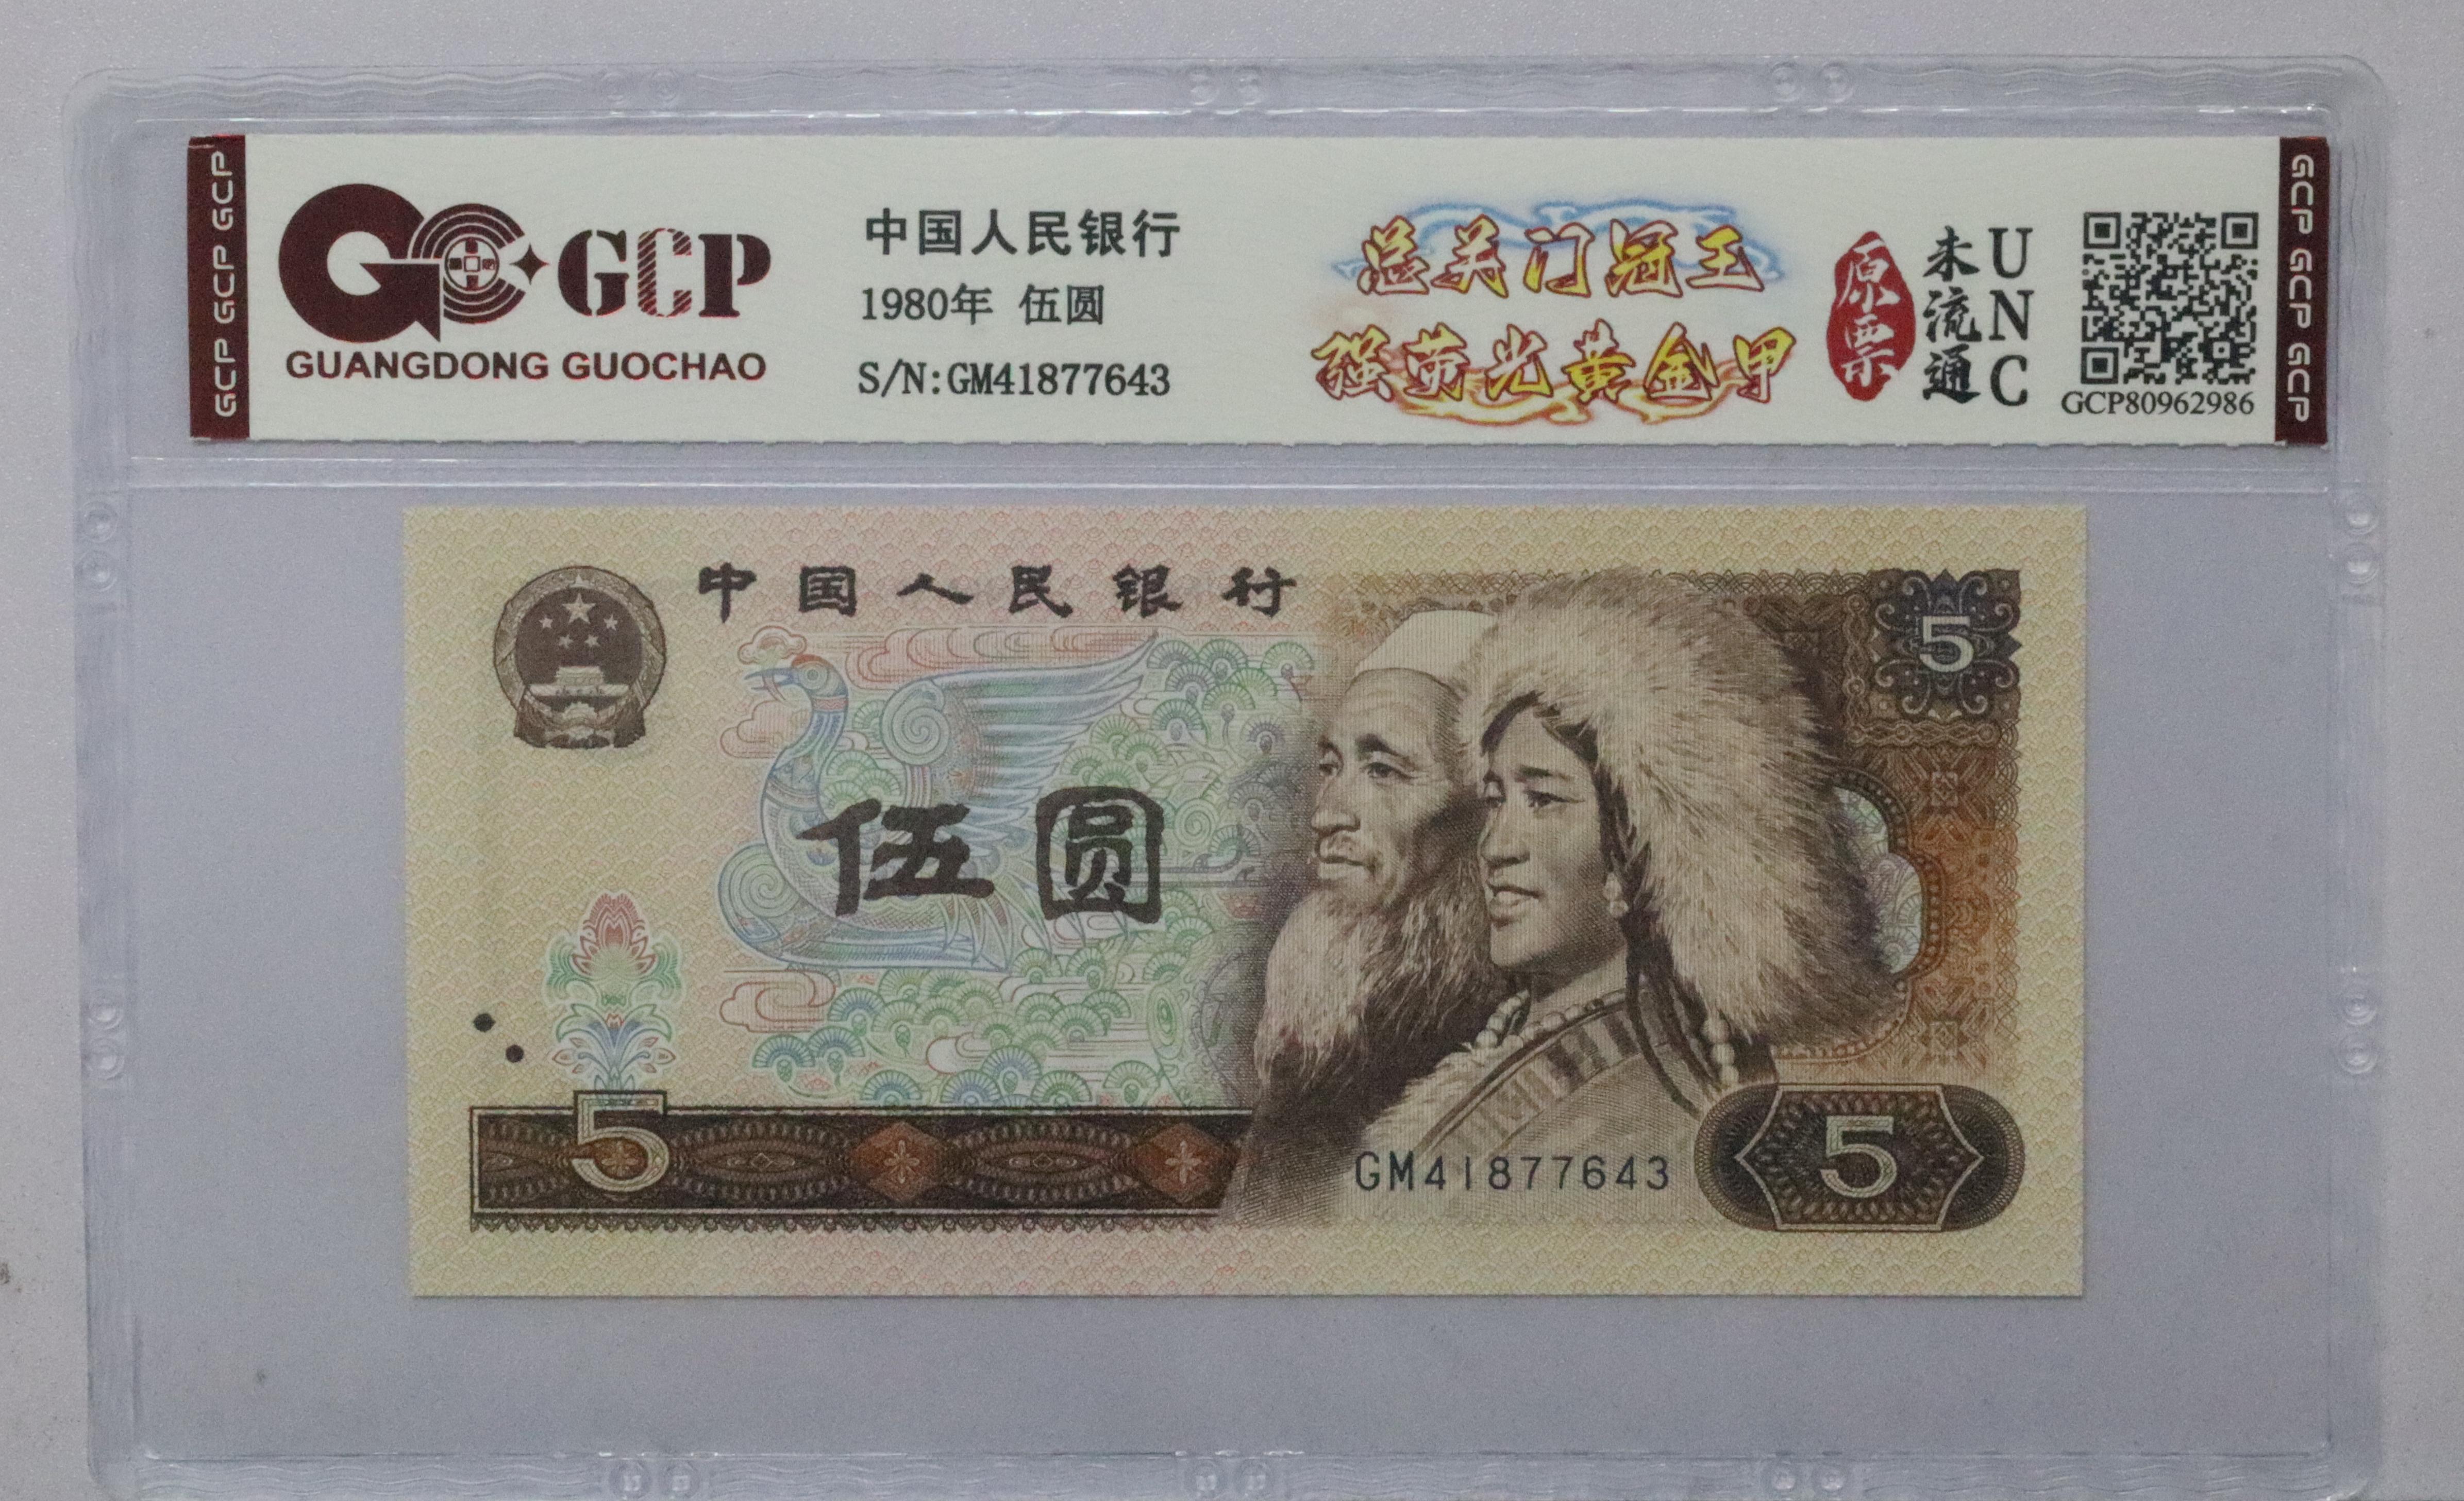 GCP GCP GCP
GCP
GUANGDONG GUOCHAO
中国人民银行
1980年 伍圆
S/N:GM41877643
总关门冠王
强荧光黄金甲
原票
未流通
UNC
GCP80962986
GCP GCP GCP
中国人民银行
5
伍圆
5
GM41877643
5